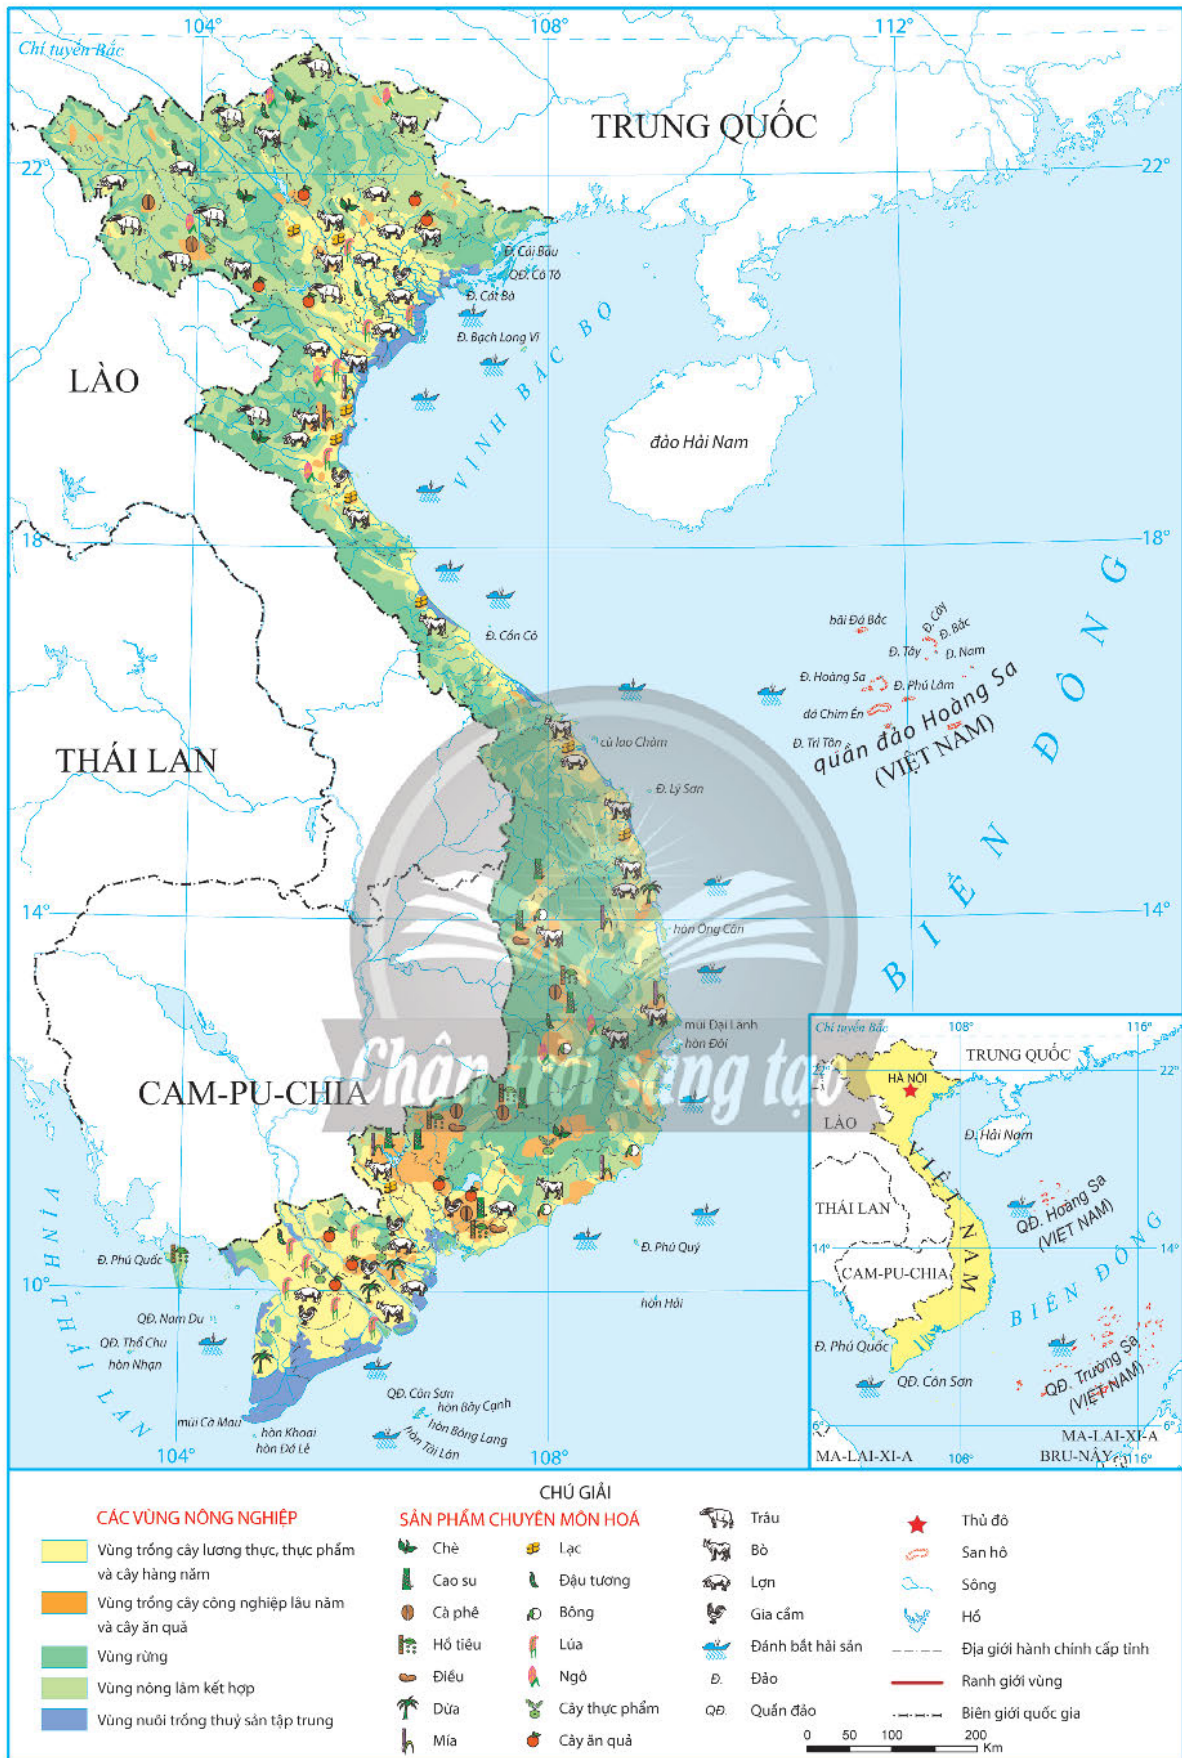 104°
108°
112°
Chí tuyến Bắc
TRUNG QUỐC
22°
22°
Đ. Cái Bầu
QĐ. Cô Tô
Đ. Cát Bà
Đ. Bạch Long Vĩ
VỊNH BẮC BỘ
LÀO
đảo Hải Nam
18°
18°
Đ. Cồn Cỏ
bãi Đá Bắc
Đ. Cây
Đ. Bắc
Đ. Tây
Đ. Nam
Đ. Hoàng Sa
Đ. Phú Lâm
đá Chim Én
Đ. Tri Tôn
quần đảo Hoàng Sa
(VIỆT NAM)
THÁI LAN
cù lao Chàm
Đ. Lý Sơn
BIỂN ĐÔNG
14°
14°
hòn Ông Căn
mũi Đại Lãnh
hòn Đôi
Chân trời sáng tạo
CAM-PU-CHIA
VỊNH THÁI LAN
Đ. Phú Quốc
10°
Đ. Phú Quý
hòn Hải
QĐ. Nam Du
QĐ. Thổ Chu
hòn Nhạn
QĐ. Côn Sơn
hòn Bảy Cạnh
hòn Bông Lang
hòn Tài Lớn
mũi Cà Mau
hòn Khoai
hòn Đá Lẻ
104°
108°
Chí tuyến Bắc
108°
116°
TRUNG QUỐC
22°
22°
HÀ NỘI
LÀO
Đ. Hải Nam
VIỆT NAM
THÁI LAN
QĐ. Hoàng Sa
(VIỆT NAM)
14°
14°
CAM-PU-CHIA
BIỂN ĐÔNG
Đ. Phú Quốc
QĐ. Trường Sa
(VIỆT NAM)
QĐ. Côn Sơn
6°
6°
MA-LAI-XI-A
MA-LAI-XI-A
BRU-NÂY
108°
116°
CHÚ GIẢI
CÁC VÙNG NÔNG NGHIỆP
Vùng trồng cây lương thực, thực phẩm
và cây hàng năm
Vùng trồng cây công nghiệp lâu năm
và cây ăn quả
Vùng rừng
Vùng nông lâm kết hợp
Vùng nuôi trồng thuỷ sản tập trung
SẢN PHẨM CHUYÊN MÔN HOÁ
Chè
Cao su
Cà phê
Hồ tiêu
Điều
Dừa
Mía
Lạc
Đậu tương
Bông
Lúa
Ngô
Cây thực phẩm
Cây ăn quả
Trâu
Bò
Lợn
Gia cầm
Đánh bắt hải sản
Đ. Đảo
QĐ. Quần đảo
Thủ đô
San hô
Sông
Hồ
Địa giới hành chính cấp tỉnh
Ranh giới vùng
Biên giới quốc gia
0 50 100 200
Km